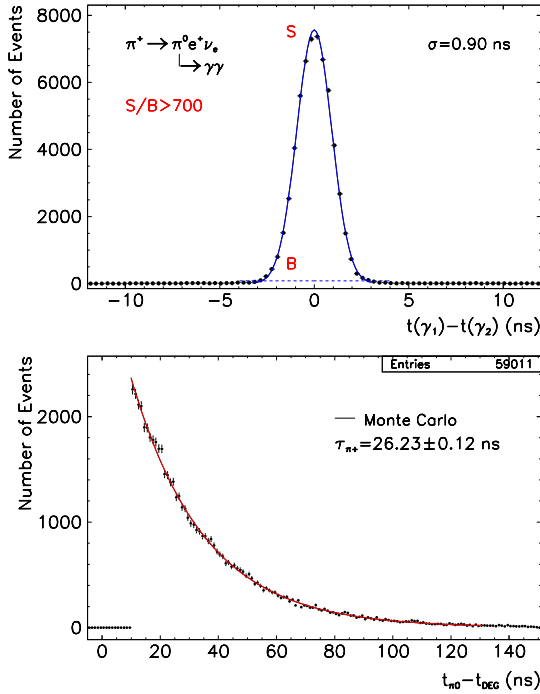 π⁺ → π⁰e⁺νₑ
→ γγ
S
σ=0.90 ns
S/B>700
B
Number of Events
8000
6000
4000
2000
0
−10
−5
0
5
10
t(γ₁)−t(γ₂) (ns)
Entries 59011
Monte Carlo
τπ+=26.23±0.12 ns
Number of Events
2000
1000
0
0
20
40
60
80
100
120
140
tπ0−tDEG (ns)